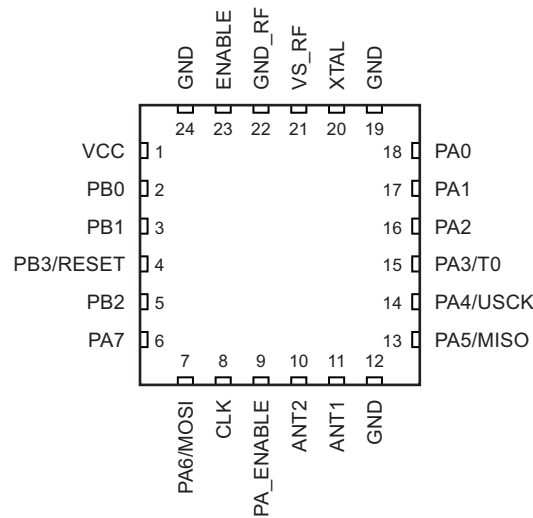 GND
ENABLE
GND_RF
VS_RF
XTAL
GND
24 23 22 21 20 19
VCC 1 18 PA0
PB0 2 17 PA1
PB1 3 16 PA2
PB3/RESET 4 15 PA3/T0
PB2 5 14 PA4/USCK
PA7 6 13 PA5/MISO
7 8 9 10 11 12
PA6/MOSI
CLK
PA_ENABLE
ANT2
ANT1
GND